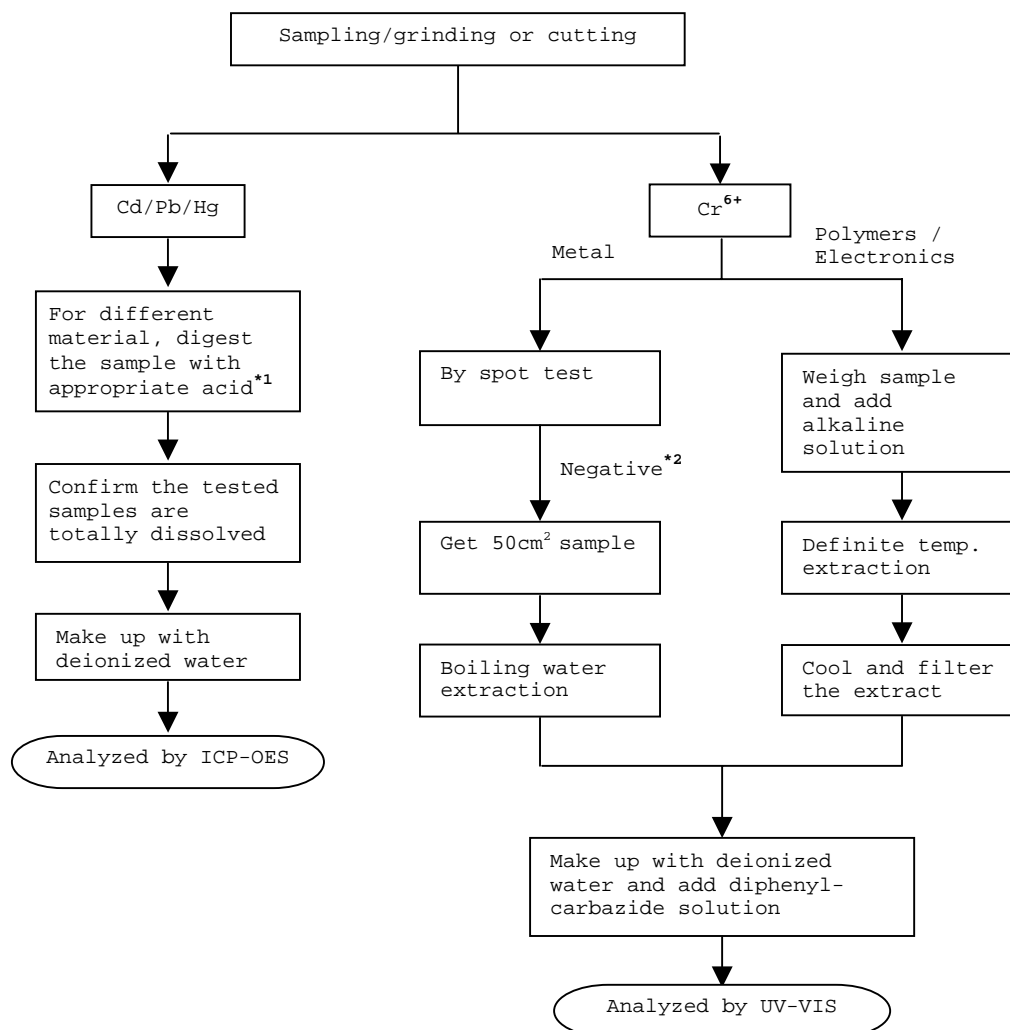 Sampling/grinding or cutting
Cd/Pb/Hg
For different
material, digest
the sample with
appropriate acid*1
Confirm the tested
samples are
totally dissolved
Make up with
deionized water
Analyzed by ICP-OES
Cr6+
Metal
Polymers /
Electronics
By spot test
Negative*2
Get 50cm2 sample
Boiling water
extraction
Weigh sample
and add
alkaline
solution
Definite temp.
extraction
Cool and filter
the extract
Make up with deionized
water and add diphenyl-
carbazide solution
Analyzed by UV-VIS